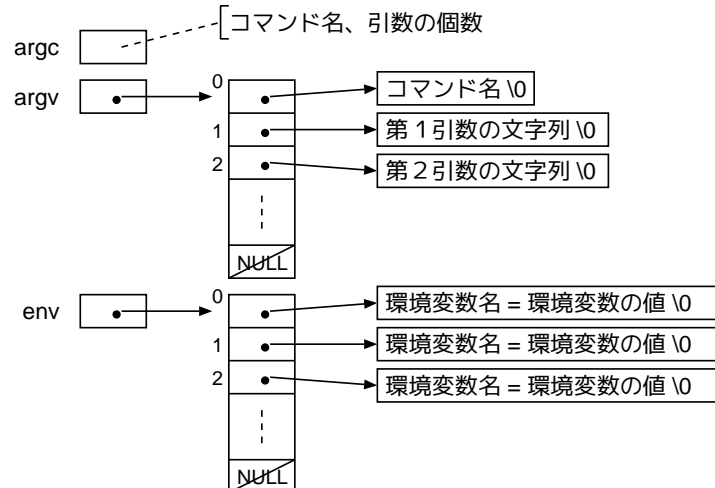 コマンド名、引数の個数
argc
argv
0
コマンド名 \0
1
第１引数の文字列 \0
2
第２引数の文字列 \0
NULL
env
0
環境変数名 = 環境変数の値 \0
1
環境変数名 = 環境変数の値 \0
2
環境変数名 = 環境変数の値 \0
NULL